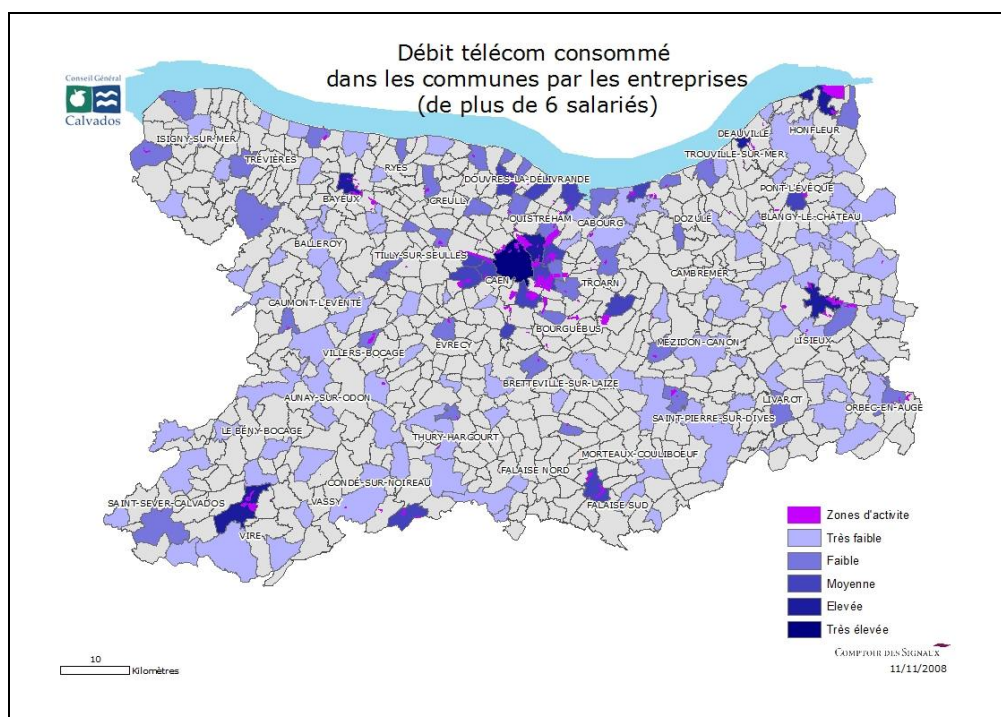 Débit télécom consommé
dans les communes par les entreprises
(de plus de 6 salariés)
Conseil Général
Calvados
HONFLEUR
DEAUVILLE
TROUVILLE-SUR-MER
ISIGNY-SUR-MER
TRÉVIÈRES
RYES
DOUVRES-LA-DÉLIVRANDE
PONT-L'ÉVÊQUE
BAYEUX
CREULLY
OUISTREHAM
CABOURG
DOZULÉ
BLANGY-LE-CHÂTEAU
BALLEROY
TILLY-SUR-SEULLES
CAEN
TROARN
CAMBREMER
CAUMONT-L'ÉVENTÉ
BOURGUÉBUS
VILLERS-BOCAGE
ÉVRECY
MÉZIDON-CANON
LISIEUX
BRETTEVILLE-SUR-LAIZE
AUNAY-SUR-ODON
LIVAROT
ORBEC-EN-AUGE
SAINT-PIERRE-SUR-DIVES
LE BÉNY-BOCAGE
THURY-HARCOURT
MORTEAUX-COULIBOEUF
FALAISE NORD
CONDÉ-SUR-NOIREAU
SAINT-SEVER-CALVADOS
VASSY
FALAISE-SUD
VIRE
Zones d'activite
Très faible
Faible
Moyenne
Elevée
Très élevée
COMPTOIR DES SIGNAUX
11/11/2008
10
Kilomètres